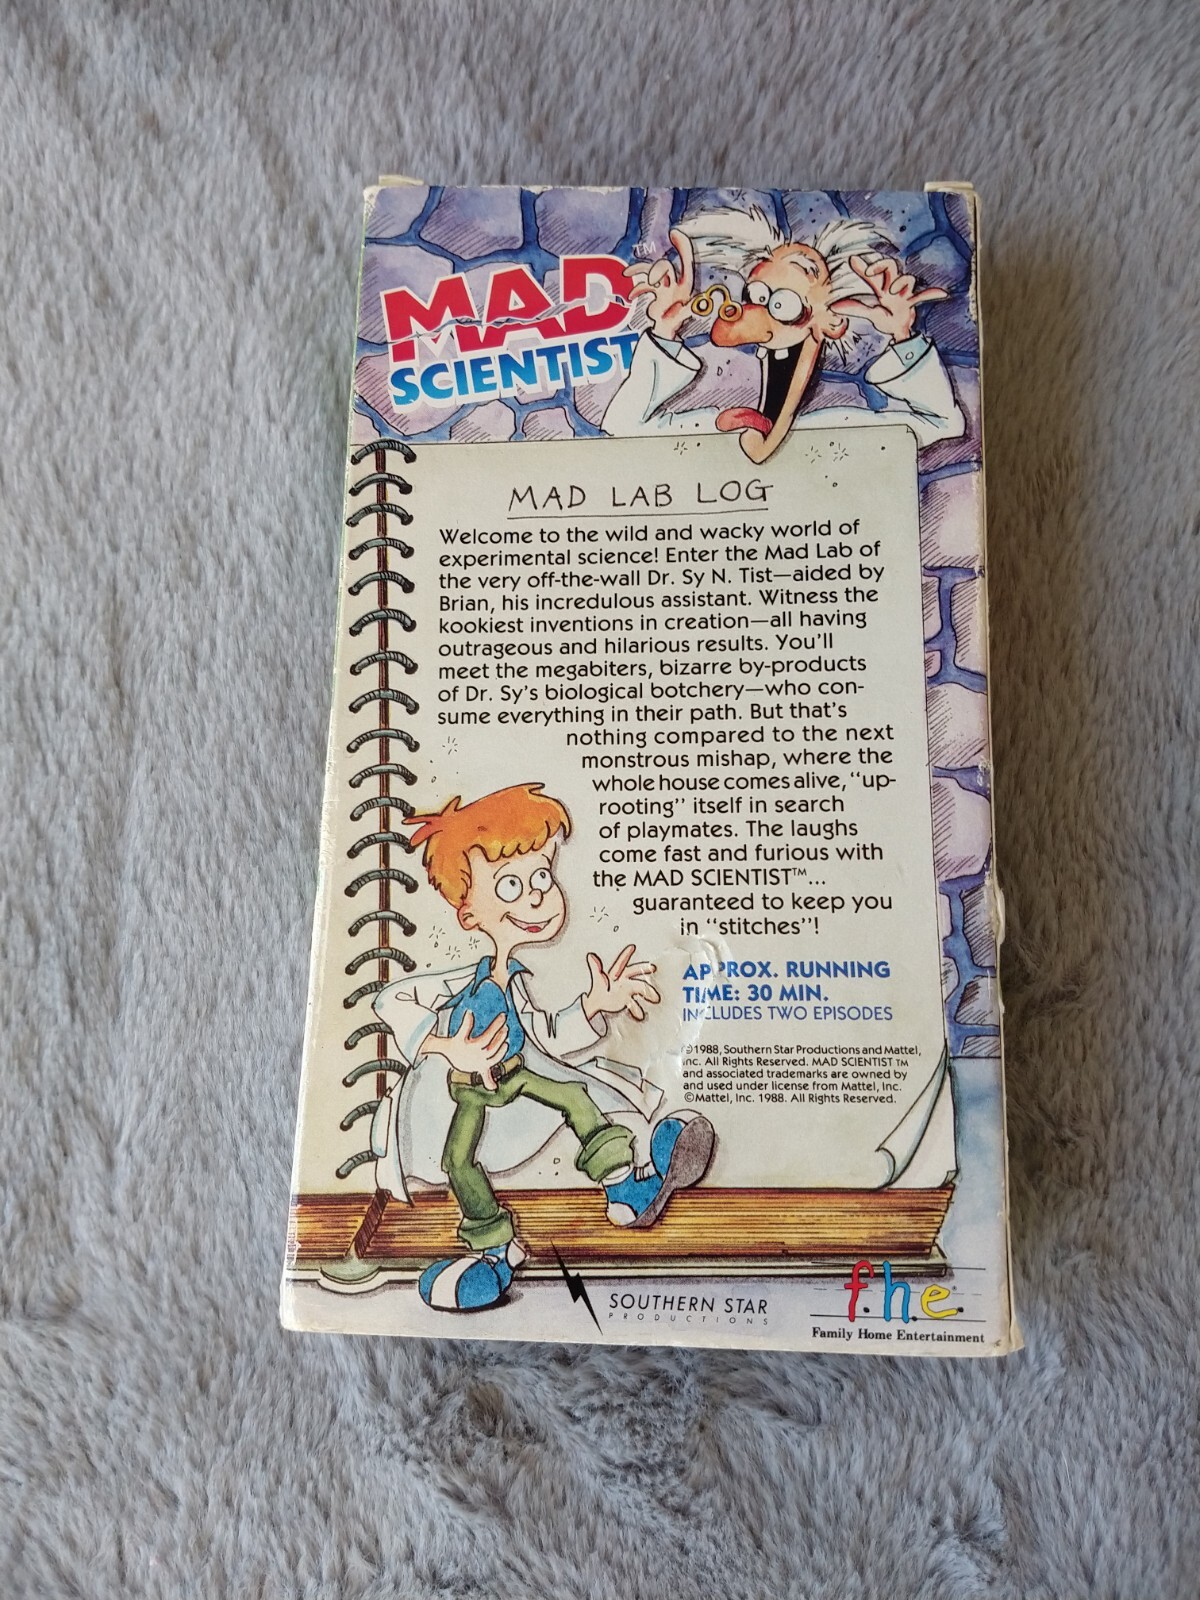 MAD™
SCIENTIST
MAD LAB LOG
Welcome to the wild and wacky world of
experimental science! Enter the Mad Lab of
the very off-the-wall Dr. Sy N. Tist—aided by
Brian, his incredulous assistant. Witness the
kookiest inventions in creation—all having
outrageous and hilarious results. You'll
meet the megabiters, bizarre by-products
of Dr. Sy's biological botchery—who con-
sume everything in their path. But that's
nothing compared to the next
monstrous mishap, where the
whole house comes alive, "up-
rooting" itself in search
of playmates. The laughs
come fast and furious with
the MAD SCIENTIST™...
guaranteed to keep you
in "stitches"!
APPROX. RUNNING
TIME: 30 MIN.
INCLUDES TWO EPISODES
©1988, Southern Star Productions and Mattel,
Inc. All Rights Reserved. MAD SCIENTIST TM
and associated trademarks are owned by
and used under license from Mattel, Inc.
©Mattel, Inc. 1988. All Rights Reserved.
SOUTHERN STAR
PRODUCTIONS
f.h.e.®
Family Home Entertainment